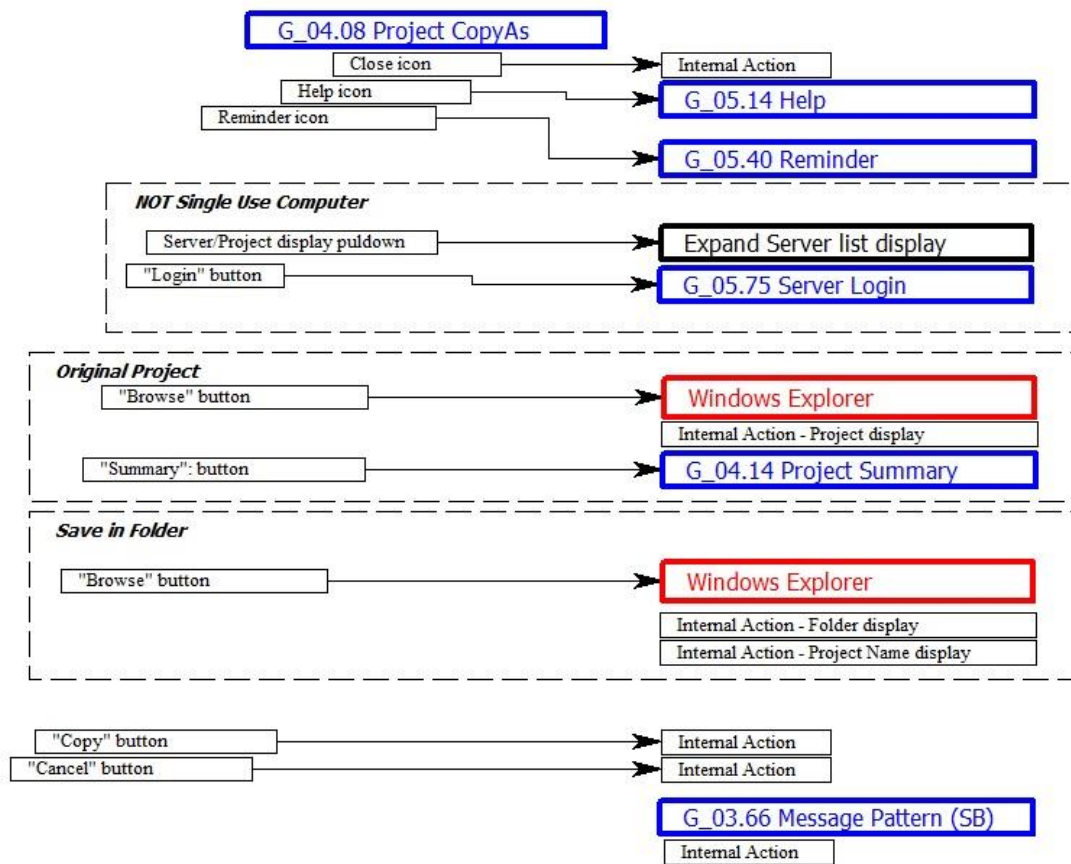 G_04.08 Project CopyAs
Close icon
Internal Action
Help icon
G_05.14 Help
Reminder icon
G_05.40 Reminder
NOT Single Use Computer
Server/Project display puldown
Expand Server list display
"Login" button
G_05.75 Server Login
Original Project
"Browse" button
Windows Explorer
Internal Action - Project display
"Summary": button
G_04.14 Project Summary
Save in Folder
"Browse" button
Windows Explorer
Internal Action - Folder display
Internal Action - Project Name display
"Copy" button
Internal Action
"Cancel" button
Internal Action
G_03.66 Message Pattern (SB)
Internal Action